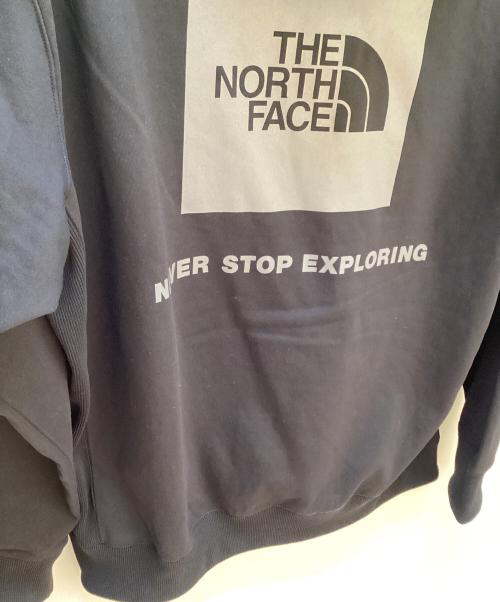 THE
NORTH
FACE
NEVER STOP EXPLORING